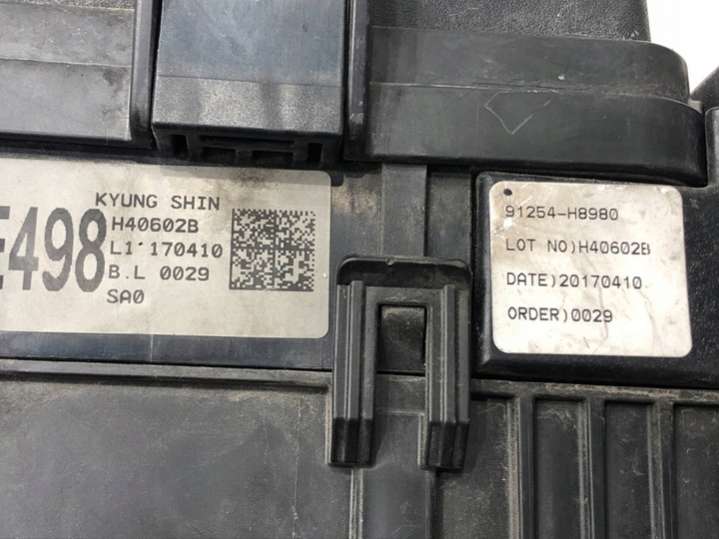 E498
KYUNG SHIN
H40602B
L1'170410
B.L 0029
SA0
91254-H8980
LOT NO)H40602B
DATE)20170410
ORDER)0029